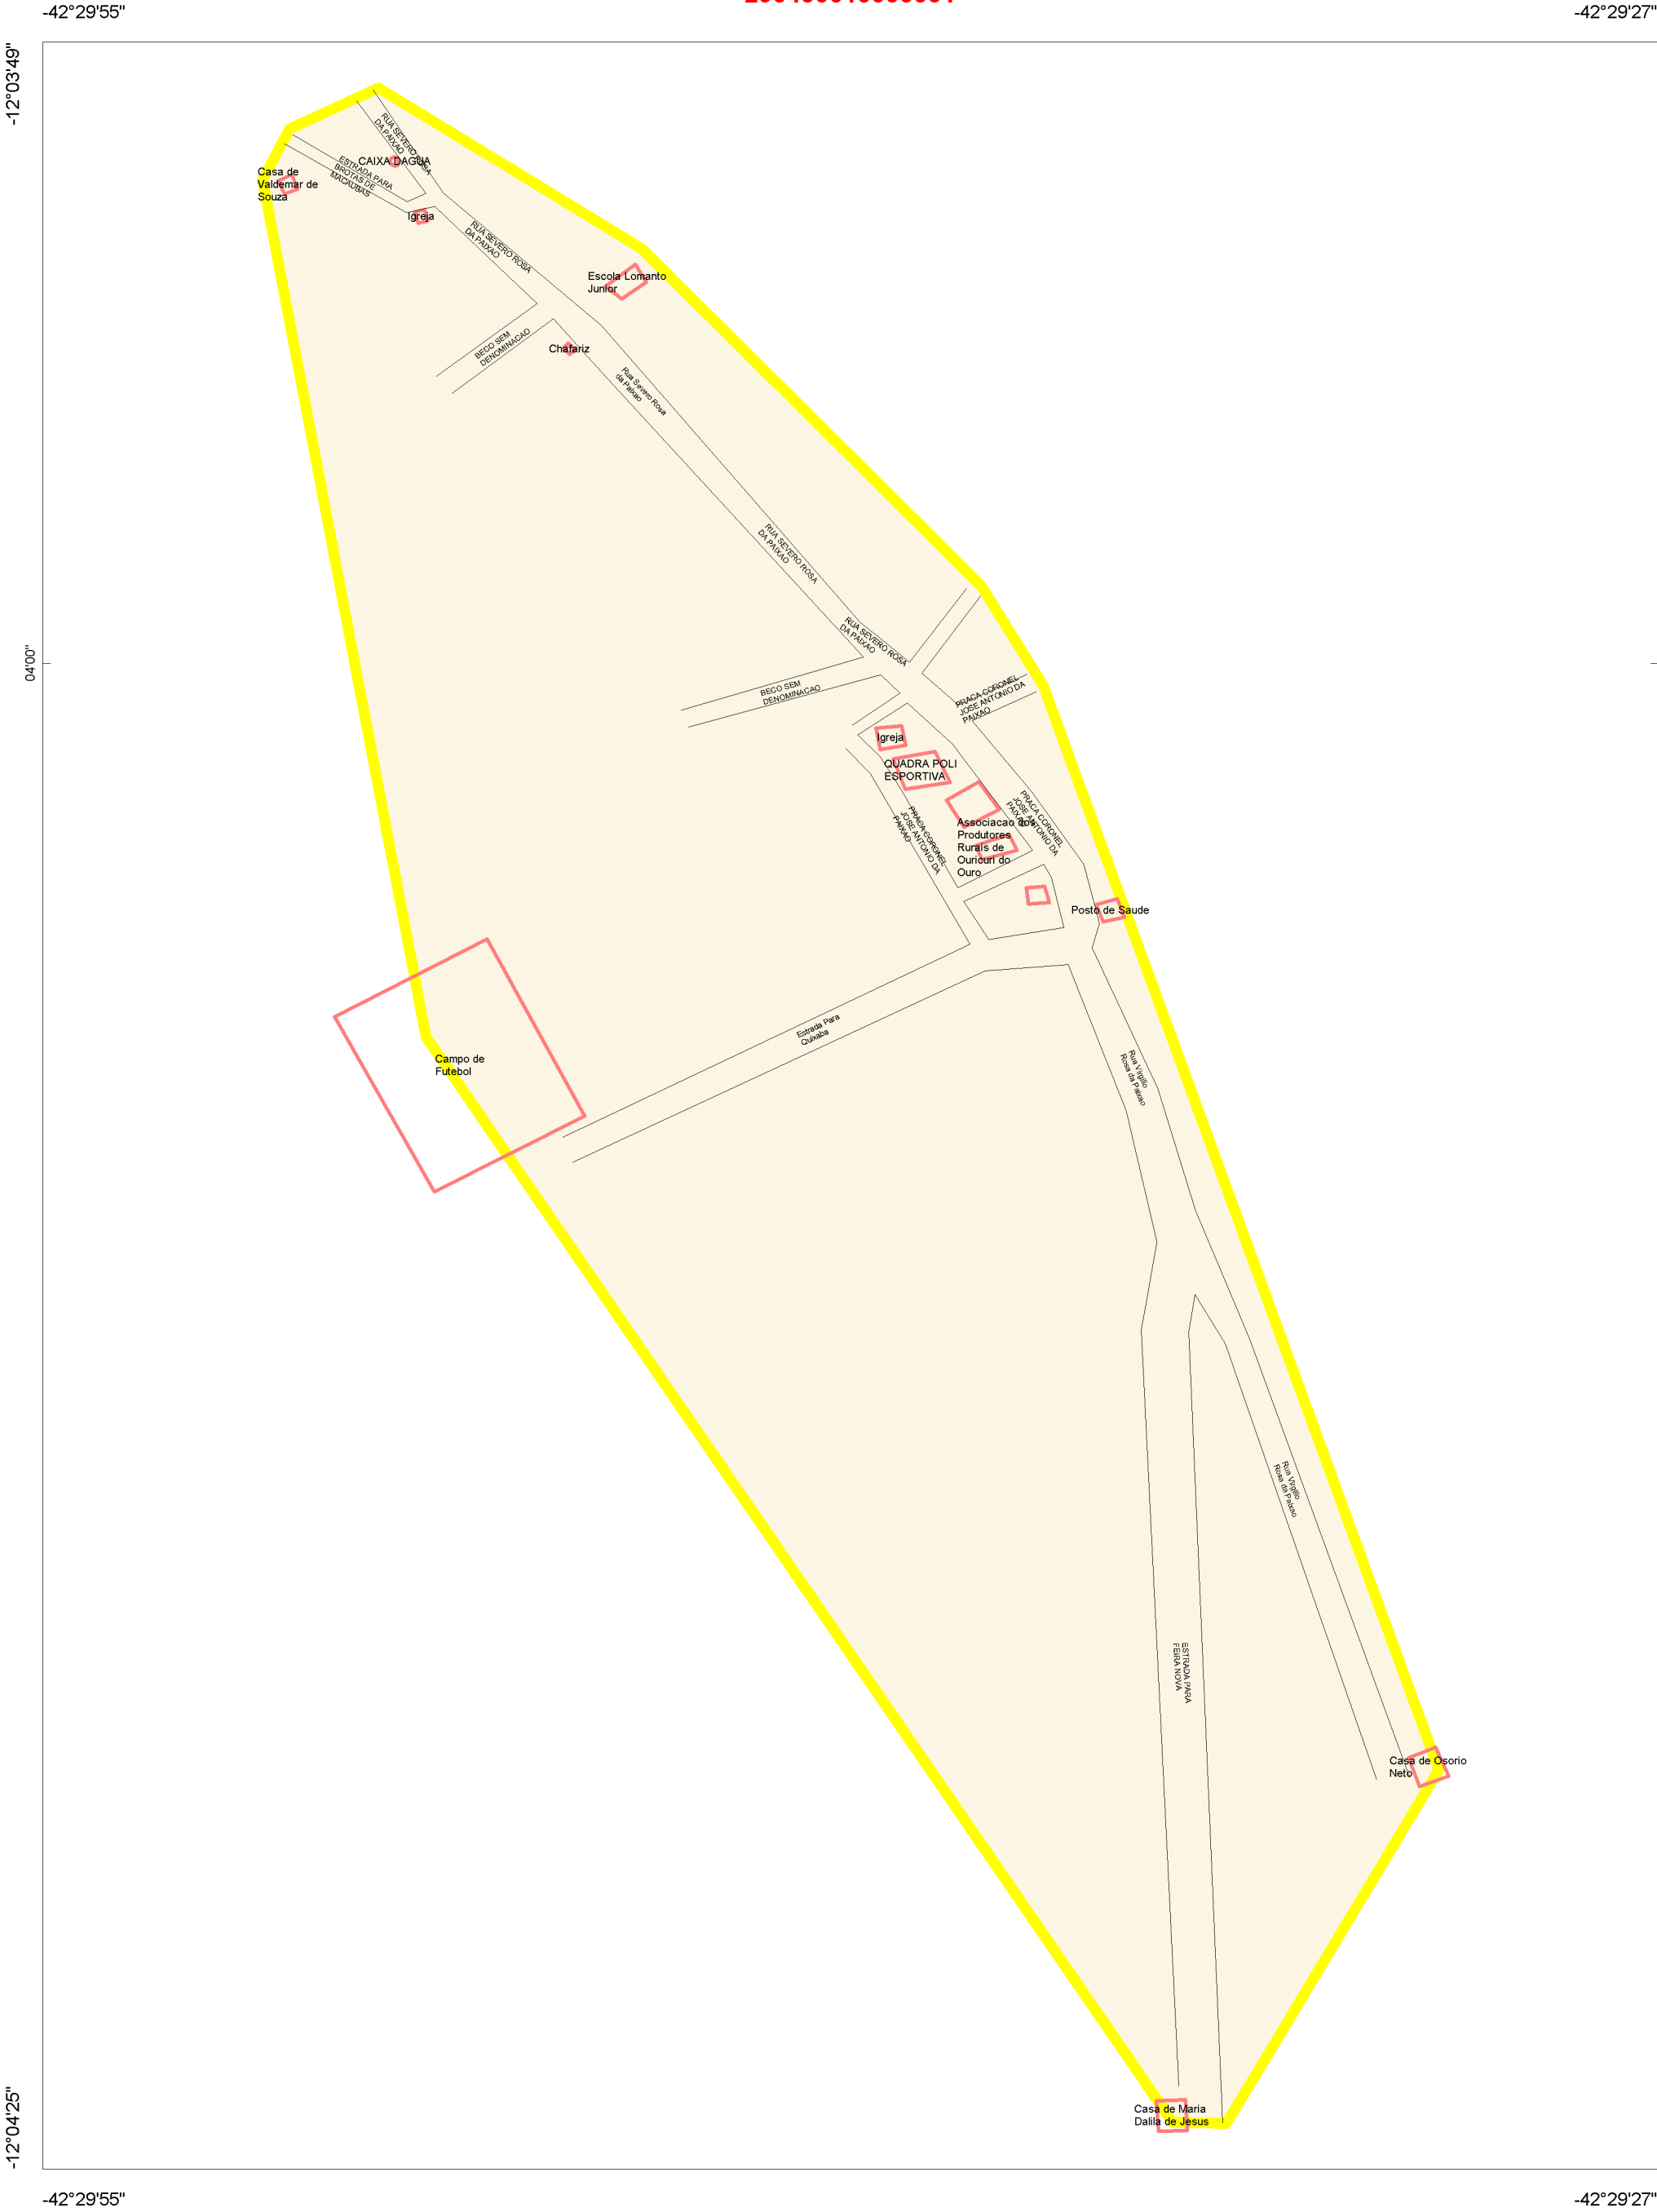 -42°29'55"
-42°29'27"
-12°03'49"
RUA SEVERO ROSA
DA PAIXAO
CAIXA DAGUA
ESTRADA PARA
BROTAS DE
MACAUBAS
Casa de
Valdemar de
Souza
Igreja
RUA SEVERO ROSA
DA PAIXAO
Escola Lomanto
Junior
BECO SEM
DENOMINACAO
Chafariz
Rua Severo Rosa
da Paixao
RUA SEVERO ROSA
DA PAIXAO
RUA SEVERO ROSA
DA PAIXAO
04'00"
BECO SEM
DENOMINACAO
PRACA CORONEL
JOSE ANTONIO DA
PAIXAO
Igreja
QUADRA POLI
ESPORTIVA
PRACA CORONEL
JOSE ANTONIO DA
PAIXAO
PRACA CORONEL
JOSE ANTONIO DA
PAIXAO
Associacao dos
Produtores
Rurais de
Ouricuri do
Ouro
Posto de Saude
Estrada Para
Quixaba
Campo de
Futebol
Rua Virgilio
Rosa da Paixao
Rua Virgilio
Rosa da Paixao
ESTRADA PARA
FEIRA NOVA
Casa de Osorio
Neto
Casa de Maria
Dalila de Jesus
-12°04'25"
-42°29'55"
-42°29'27"